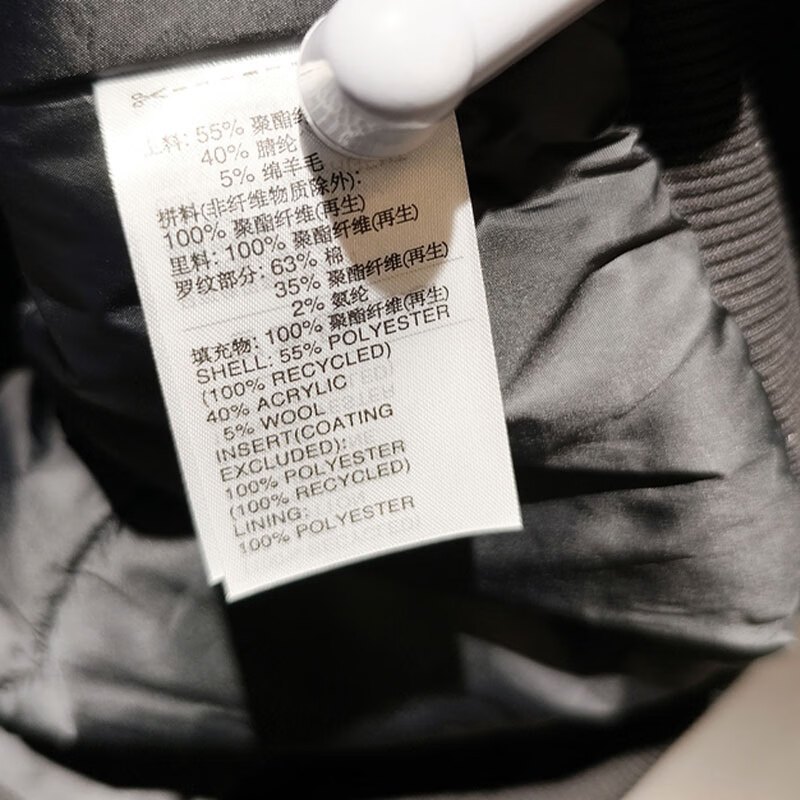 料: 55% 聚酯
40% 腈纶
5% 绵羊毛
拼料(非纤维物质除外):
100% 聚酯纤维(再生)
里料: 100% 聚酯纤维(再生)
罗纹部分: 63% 棉
35% 聚酯纤维(再生)
2% 氨纶
填充物: 100% 聚酯纤维(再生)
SHELL: 55% POLYESTER
(100% RECYCLED)
40% ACRYLIC
5% WOOL
INSERT(COATING
EXCLUDED):
100% POLYESTER
(100% RECYCLED)
LINING:
100% POLYESTER